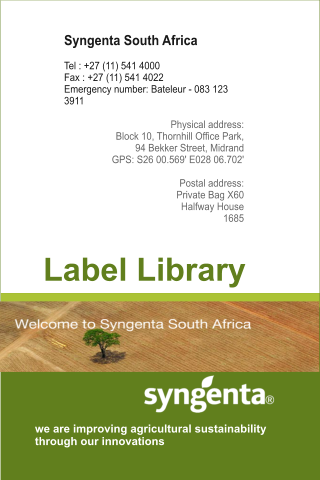 Syngenta South Africa
Tel : +27 (11) 541 4000
Fax : +27 (11) 541 4022
Emergency number: Bateleur - 083 123
3911
Physical address:
Block 10, Thornhill Office Park,
94 Bekker Street, Midrand
GPS: S26 00.569' E028 06.702'
Postal address:
Private Bag X60
Halfway House
1685
Label Library
Welcome to Syngenta South Africa
syngenta®
we are improving agricultural sustainability
through our innovations